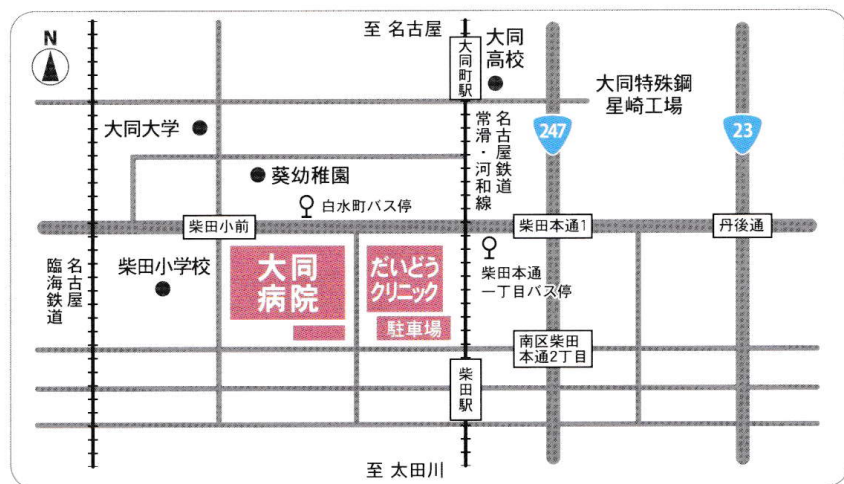 至 名古屋
N
大同町駅
大同
高校
大同特殊鋼
星崎工場
大同大学
247
23
名古屋鉄道
常滑・河和線
葵幼稚園
白水町バス停
柴田小前
柴田本通1
丹後通
名古屋
臨海鉄道
柴田小学校
大同
病院
だいどう
クリニック
柴田本通
一丁目バス停
駐車場
南区柴田
本通2丁目
柴田駅
至 太田川